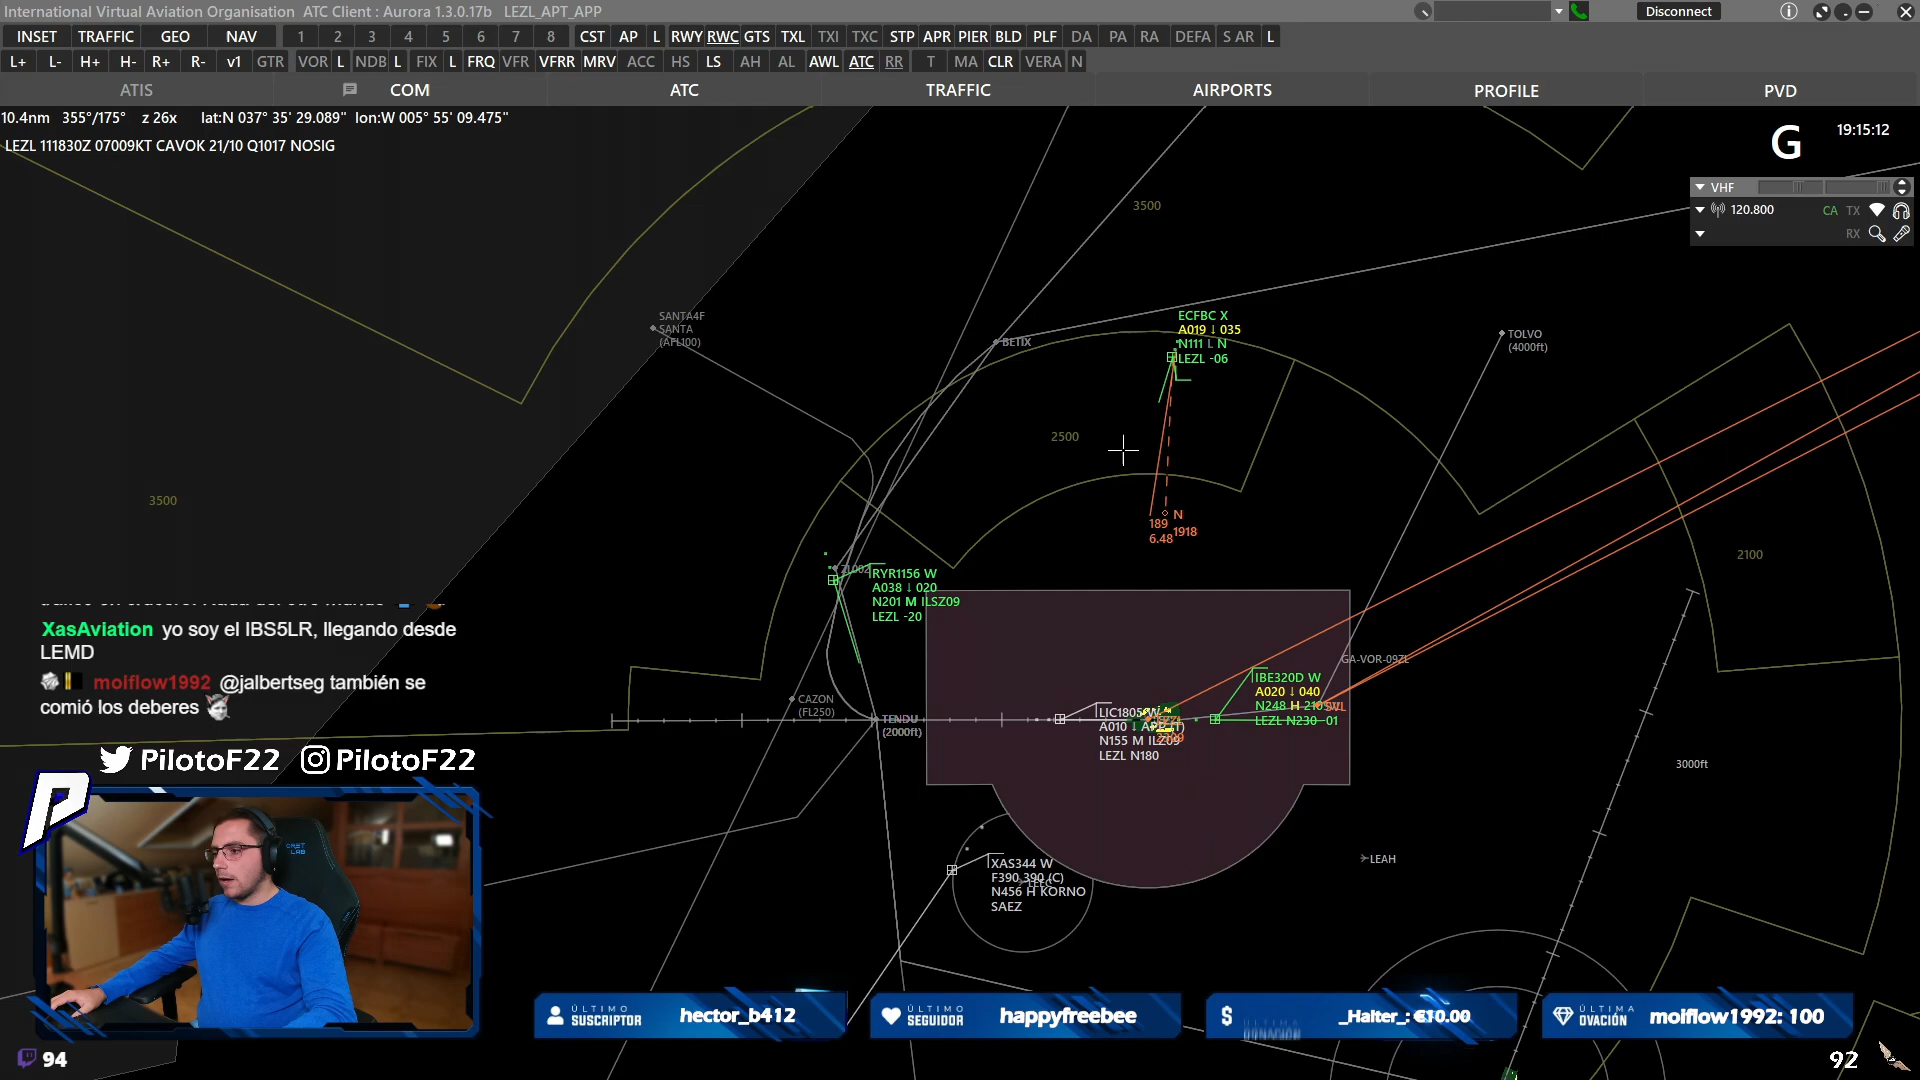 International Virtual Aviation Organisation   ATC Client : Aurora 1.3.0.17b   LEZL_APT_APP
Disconnect
INSET TRAFFIC GEO NAV 1 2 3 4 5 6 7 8 CST AP L RWY RWC GTS TXL TXI TXC STP APR PIER BLD PLF DA PA RA DEFA S AR L
L+ L- H+ H- R+ R- v1 GTR VOR L NDB L FIX L FRQ VFR VFRR MRV ACC HS LS AH AL AWL ATC RR T MA CLR VERA N
ATIS COM ATC TRAFFIC AIRPORTS PROFILE PVD
10.4nm 355°/175° z 26x lat:N 037° 35' 29.089" lon:W 005° 55' 09.475"
LEZL 111830Z 07009KT CAVOK 21/10 Q1017 NOSIG
G 19:15:12
VHF
120.800 CA TX
RX
3500
SANTA4F
SANTA
(AFL100)
BETIX
ECFBC X
A019 ↓ 035
N111 L N
LEZL -06
TOLVO
(4000ft)
2500
3500
N
189
1918
6.48
2100
ZL002
RYR1156 W
A038 ↓ 020
N201 M ILSZ09
LEZL -20
XasAviation yo soy el IBS5LR, llegando desde
LEMD
moiflow1992 @jalbertseg también se
comió los deberes
CAZON
(FL250)
TENDU
(2000ft)
GA-VOR-09ZL
IBE320D W
A020 ↓ 040
LEZL N230 -01
LIC1805 W
N155 M ILZ09
LEZL N180
3000ft
PilotoF22 PilotoF22
P
XAS344 W
F390 390 (C)
N456 H KORNO
SAEZ
LEAH
ÚLTIMO
SUSCRIPTOR
hector_b412
ÚLTIMO
SEGUIDOR
happyfreebee
$
_Halter_: €10.00
ÚLTIMA
OVACIÓN
moiflow1992: 100
94
92